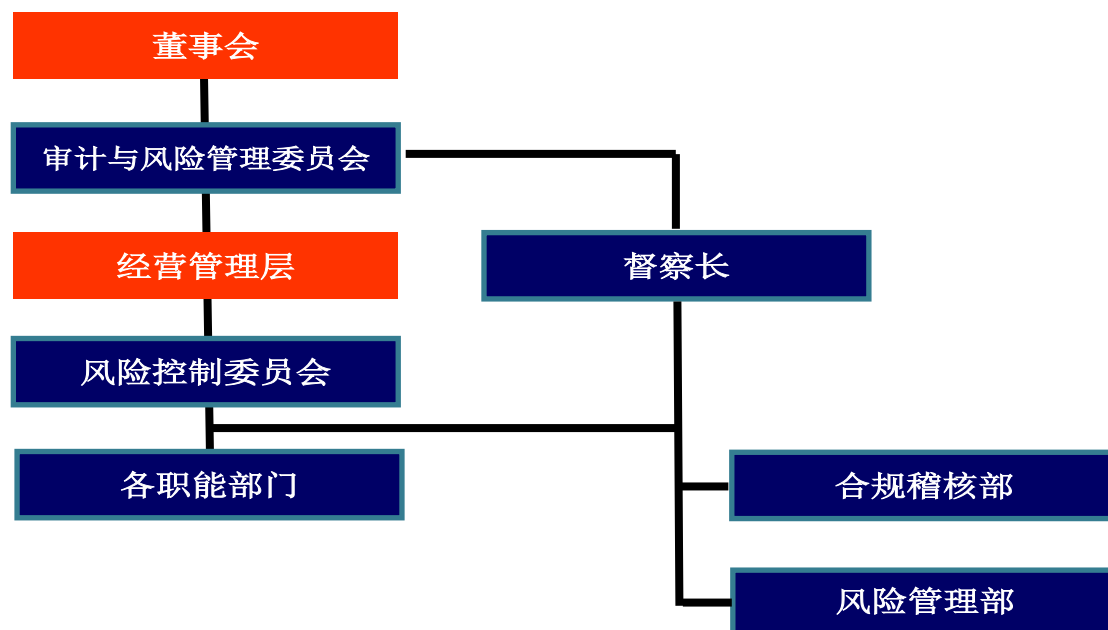 董事会
审计与风险管理委员会
经营管理层
督察长
风险控制委员会
各职能部门
合规稽核部
风险管理部